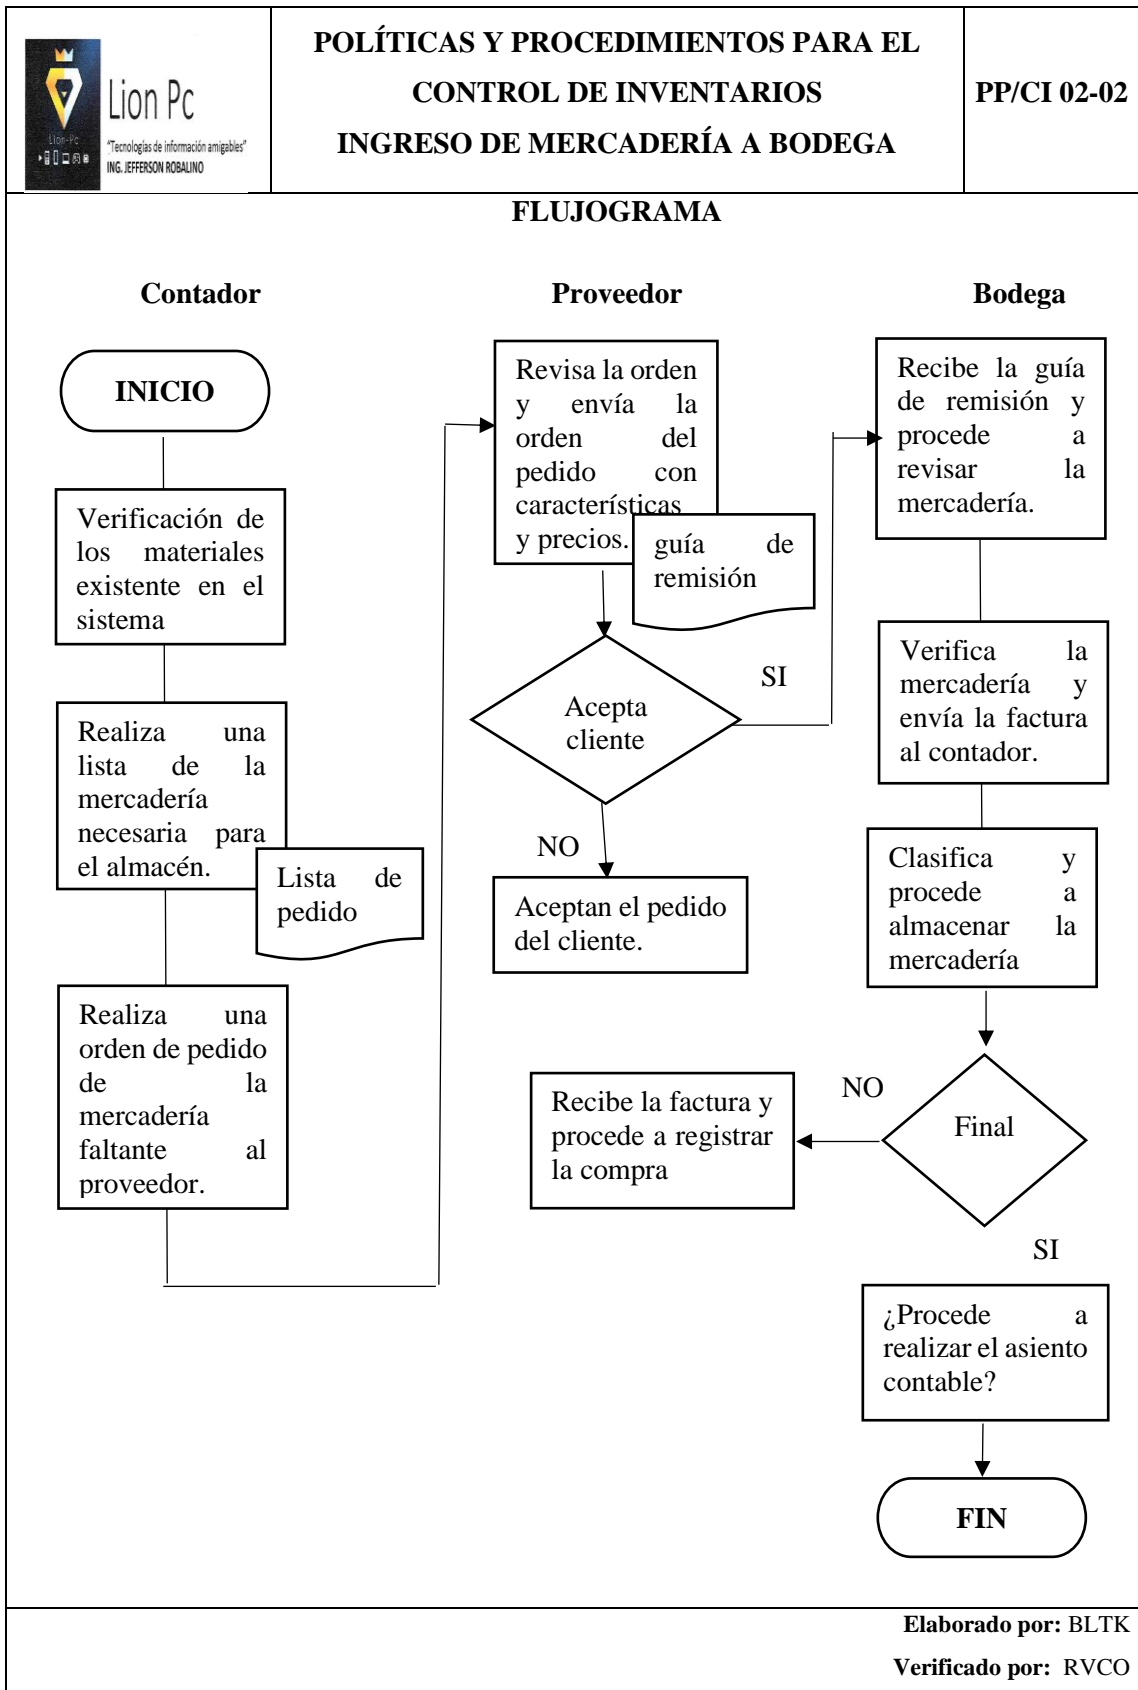 Lion-Pc
Lion Pc
"Tecnologías de información amigables"
ING. JEFFERSON ROBALINO
POLÍTICAS Y PROCEDIMIENTOS PARA EL
CONTROL DE INVENTARIOS
INGRESO DE MERCADERÍA A BODEGA
PP/CI 02-02
FLUJOGRAMA
Contador
Proveedor
Bodega
INICIO
Verificación de
los materiales
existente en el
sistema
Realiza una
lista de la
mercadería
necesaria para
el almacén.
Lista de
pedido
Realiza una
orden de pedido
de la
mercadería
faltante al
proveedor.
Revisa la orden
y envía la
orden del
pedido con
características
y precios.
guía de
remisión
Acepta
cliente
SI
NO
Aceptan el pedido
del cliente.
Recibe la guía
de remisión y
procede a
revisar la
mercadería.
Verifica la
mercadería y
envía la factura
al contador.
Clasifica y
procede a
almacenar la
mercadería
Final
NO
Recibe la factura y
procede a registrar
la compra
SI
¿Procede a
realizar el asiento
contable?
FIN
Elaborado por: BLTK
Verificado por: RVCO